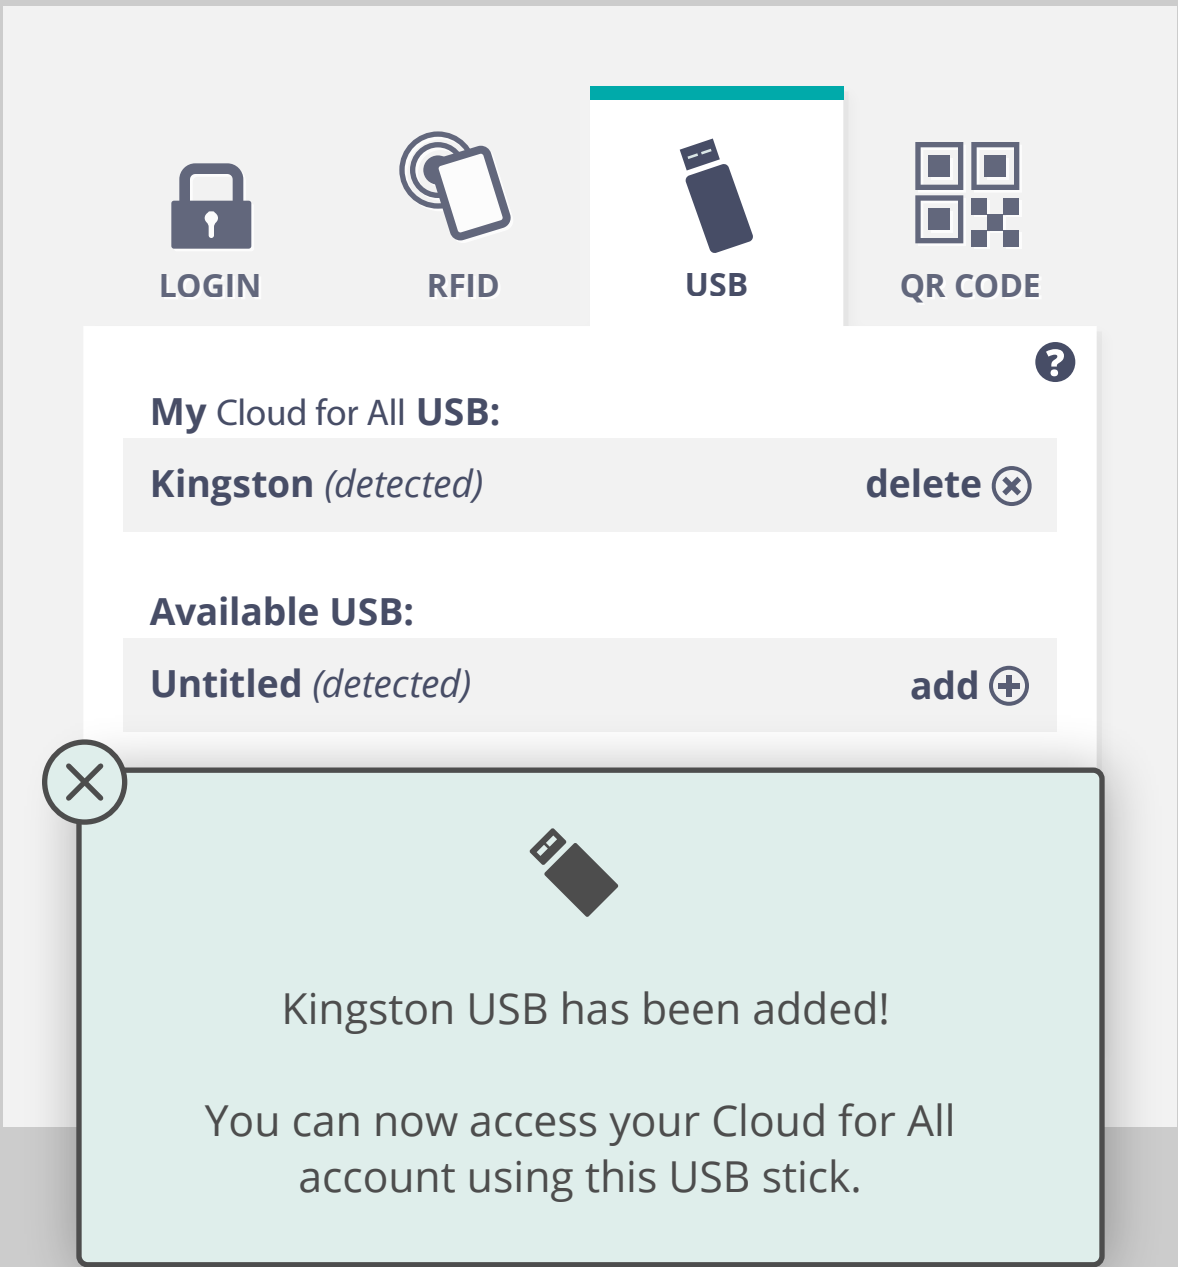 LOGIN
RFID
USB
QR CODE
?
My Cloud for All USB:
Kingston (detected)
delete
Available USB:
Untitled (detected)
add
Kingston USB has been added!
You can now access your Cloud for All
account using this USB stick.